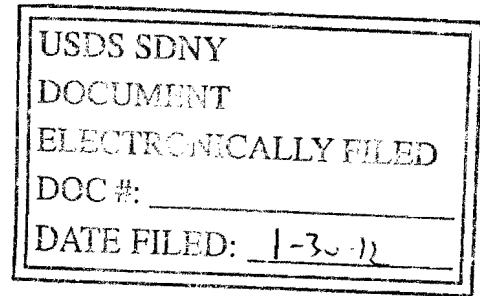 USDS SDNY
DOCUMENT
ELECTRONICALLY FILED
DOC #:
DATE FILED: 1-30-12